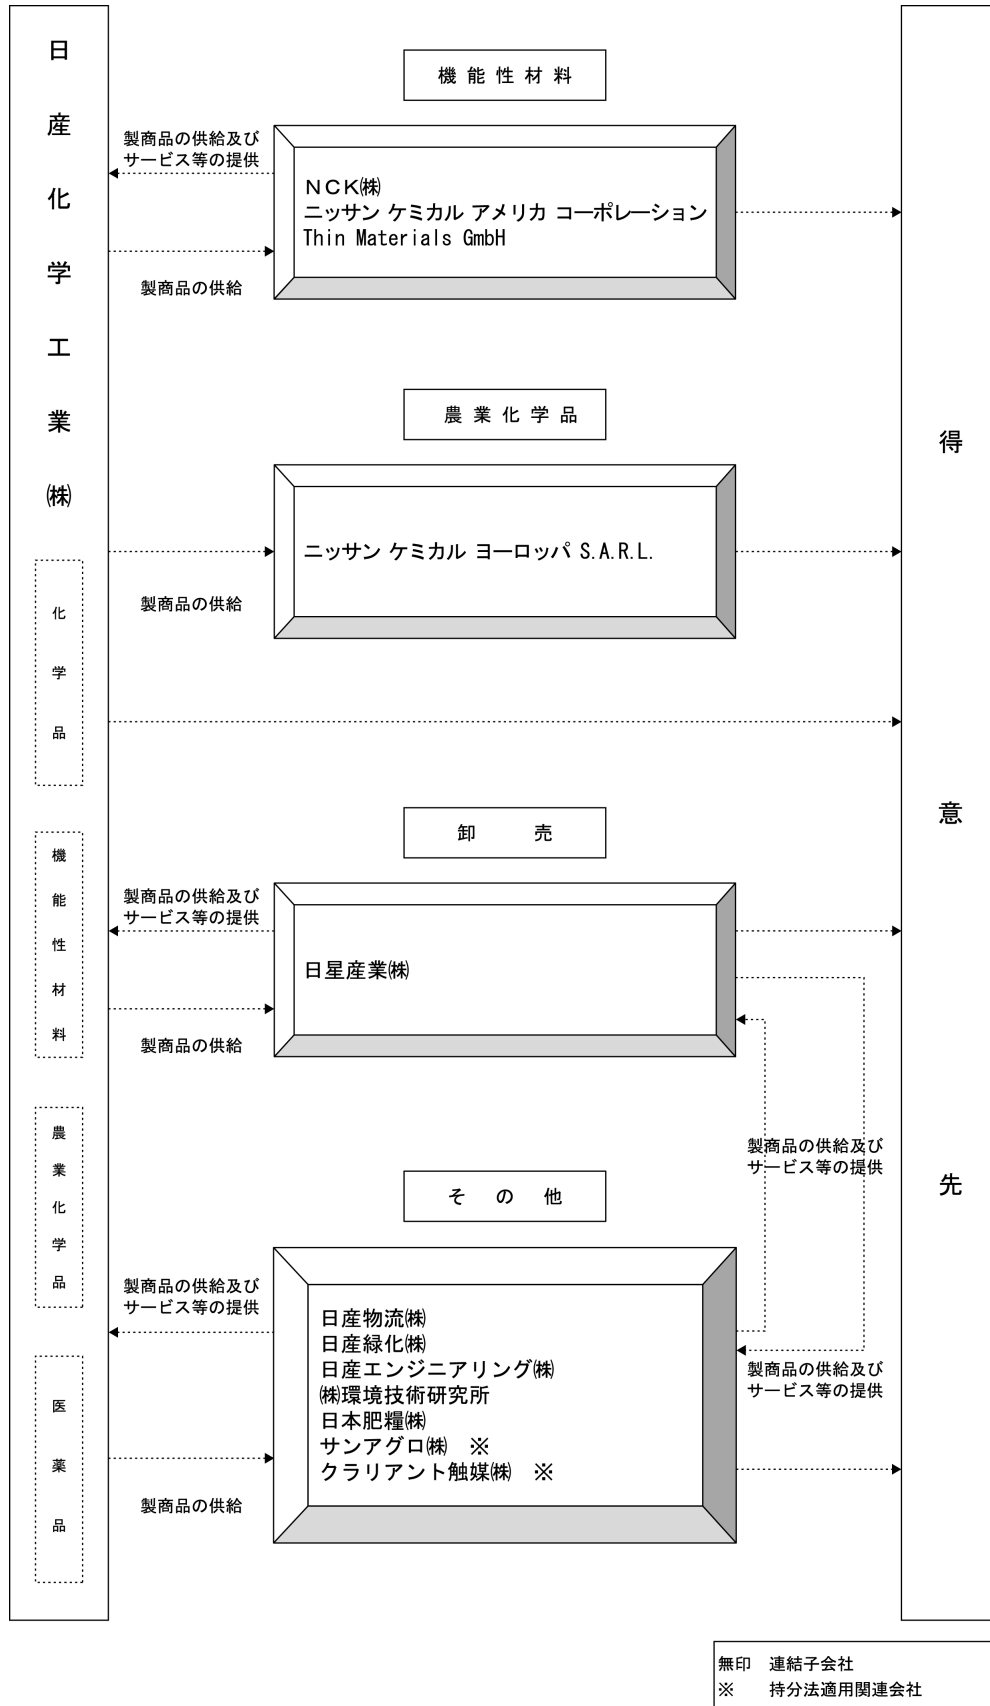 日産化学工業㈱
化学品
機能性材料
農業化学品
医薬品
機能性材料
製商品の供給及び
サービス等の提供
製商品の供給
NCK㈱
ニッサン ケミカル アメリカ コーポレーション
Thin Materials GmbH
農業化学品
製商品の供給
ニッサン ケミカル ヨーロッパ S.A.R.L.
卸売
製商品の供給及び
サービス等の提供
製商品の供給
日星産業㈱
製商品の供給及び
サービス等の提供
その他
製商品の供給及び
サービス等の提供
製商品の供給
日産物流㈱
日産緑化㈱
日産エンジニアリング㈱
㈱環境技術研究所
日本肥糧㈱
サンアグロ㈱ ※
クラリアント触媒㈱ ※
製商品の供給及び
サービス等の提供
得意先
無印 連結子会社
※ 持分法適用関連会社